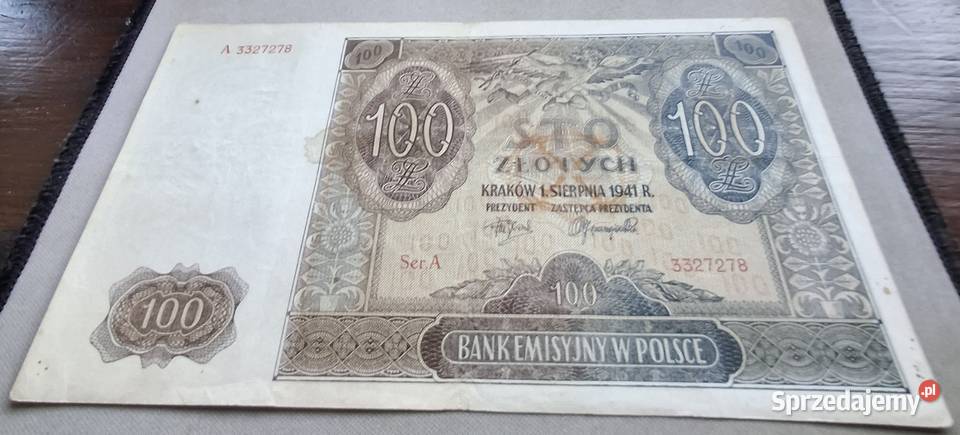 A 3327278
100
100
100
100
STO
ZŁOTYCH
KRAKÓW 1. SIERPNIA 1941 R.
PREZYDENT ZASTĘPCA PREZYDENTA
Ser. A 3327278
100
100
BANK EMISYJNY W POLSCE
Sprzedajemy.pl